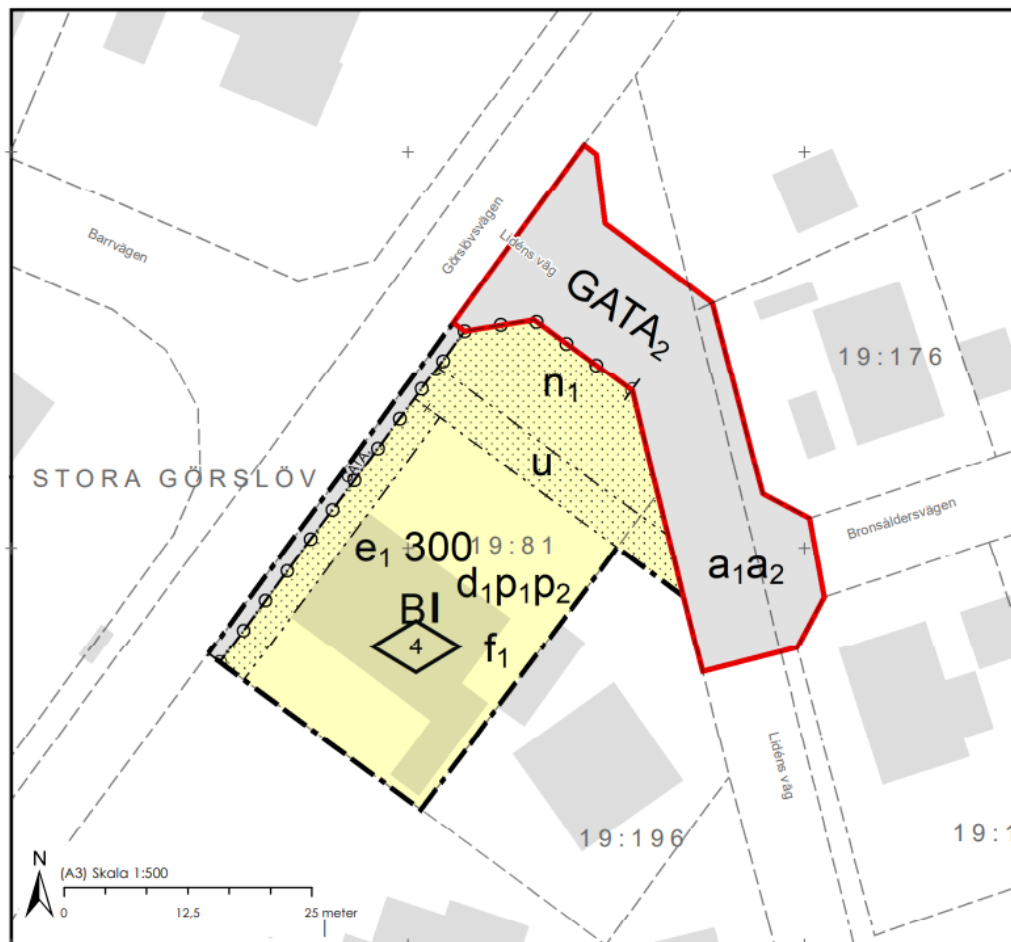 Barrvägen
Görslövsvägen
Lidéns väg
GATA2
19:176
n1
STORA GÖRSLÖV
u
Bronsåldersvägen
e1 300
19:81
a1a2
d1p1p2
BI
4
f1
Lidéns väg
19:196
19:1
N
(A3) Skala 1:500
0 12,5 25 meter